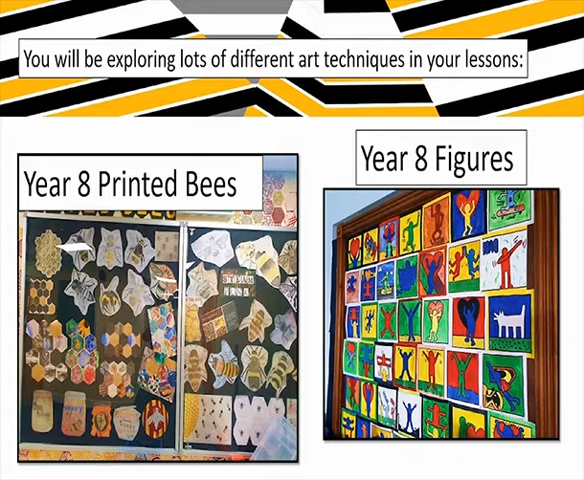 You will be exploring lots of different art techniques in your lessons:
Year 8 Printed Bees
Year 8 Figures